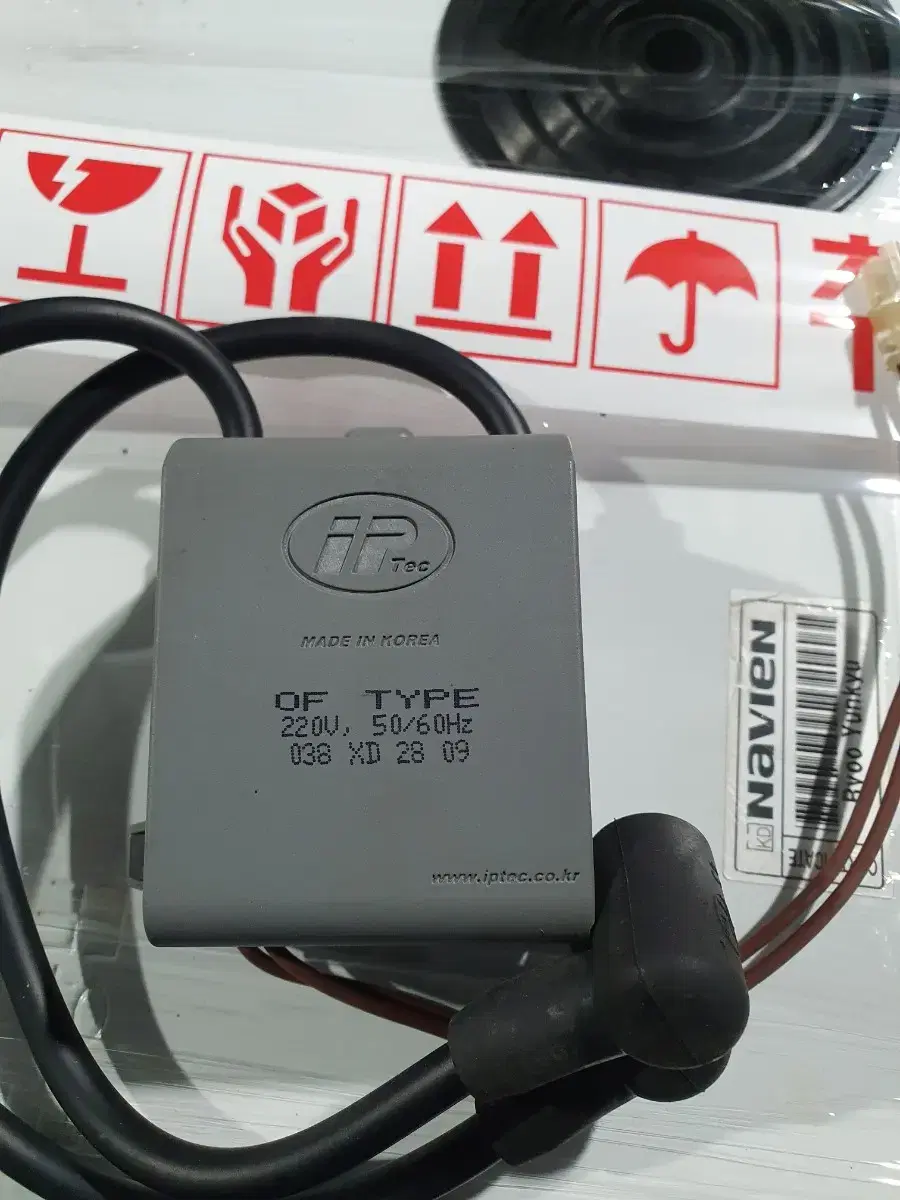 iP Tec
MADE IN KOREA
OF TYPE
220V, 50/60Hz
038 XD 28 09
www.iptec.co.kr
KD NAVIEN
Ryoo Yunkyu